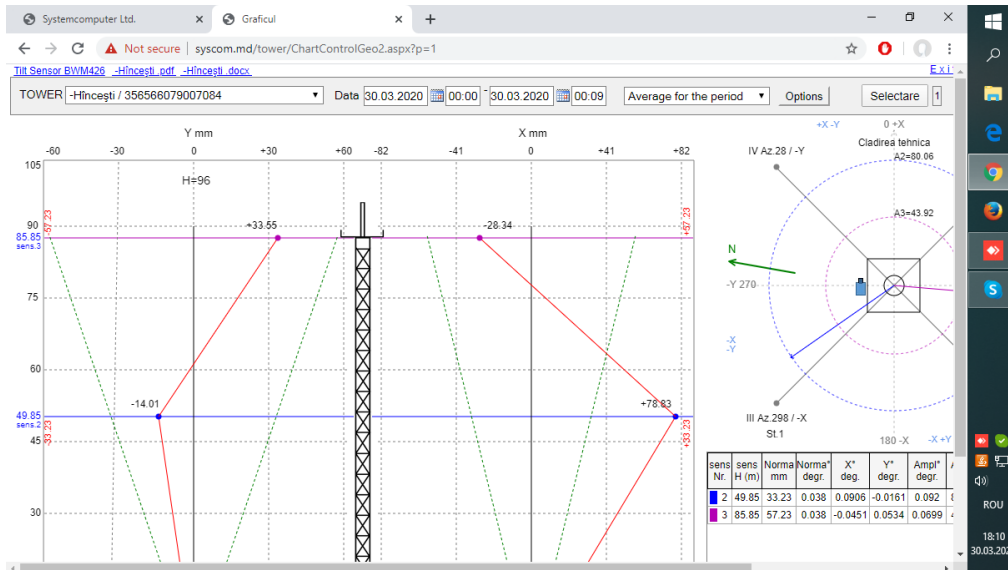 Systemcomputer Ltd.
Graficul
Not secure | syscom.md/tower/ChartControlGeo2.aspx?p=1
Tilt Sensor BWM426 -Hîncești .pdf -Hîncești .docx
Exi
TOWER -Hîncești / 356566079007084 Data 30.03.2020 00:00 - 30.03.2020 00:09 Average for the period Options Selectare 1
Y mm X mm
-60 -30 0 +30 +60 -82 -41 0 +41 +82
105
H=96
90
-57.23 +33.55 -28.34 +57.23
85.85
sens.3
75
60
-14.01 +78.83
49.85
sens.2
45
-33.23 +33.23
30
+X -Y 0 +X
Cladirea tehnica
IV Az.28 / -Y
A2=80.06
A3=43.92
N
-Y 270
-X
-Y
III Az.298 / -X
St.1
180 -X -X +Y
sens Nr. sens H (m) Norma mm Norma* degr. X* deg. Y* degr. Ampl* degr.
2 49.85 33.23 0.038 0.0906 -0.0161 0.092
3 85.85 57.23 0.038 -0.0451 0.0534 0.0699
ROU
18:10
30.03.202